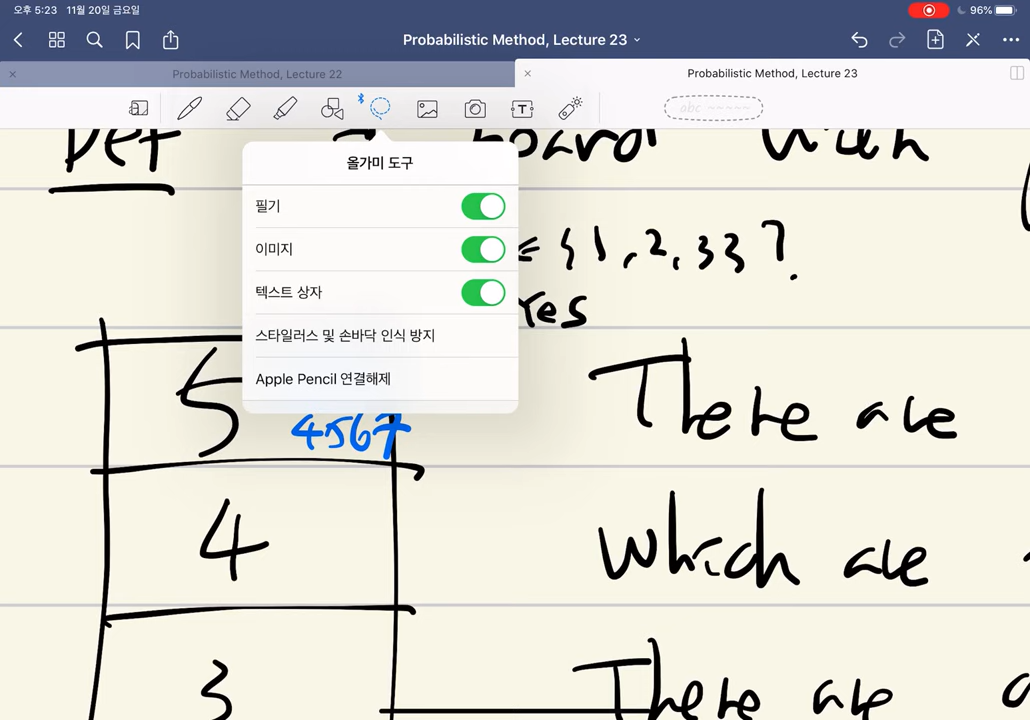 오후 5:23 11월 20일 금요일 96%
Probabilistic Method, Lecture 23
Probabilistic Method, Lecture 22
Probabilistic Method, Lecture 23
abc
Def board with
올가미 도구
필기
이미지
텍스트 상자
스타일러스 및 손바닥 인식 방지
Apple Pencil 연결해제
{1,2,3}?
Yes
5 There are
4567
4 which are
3 There are